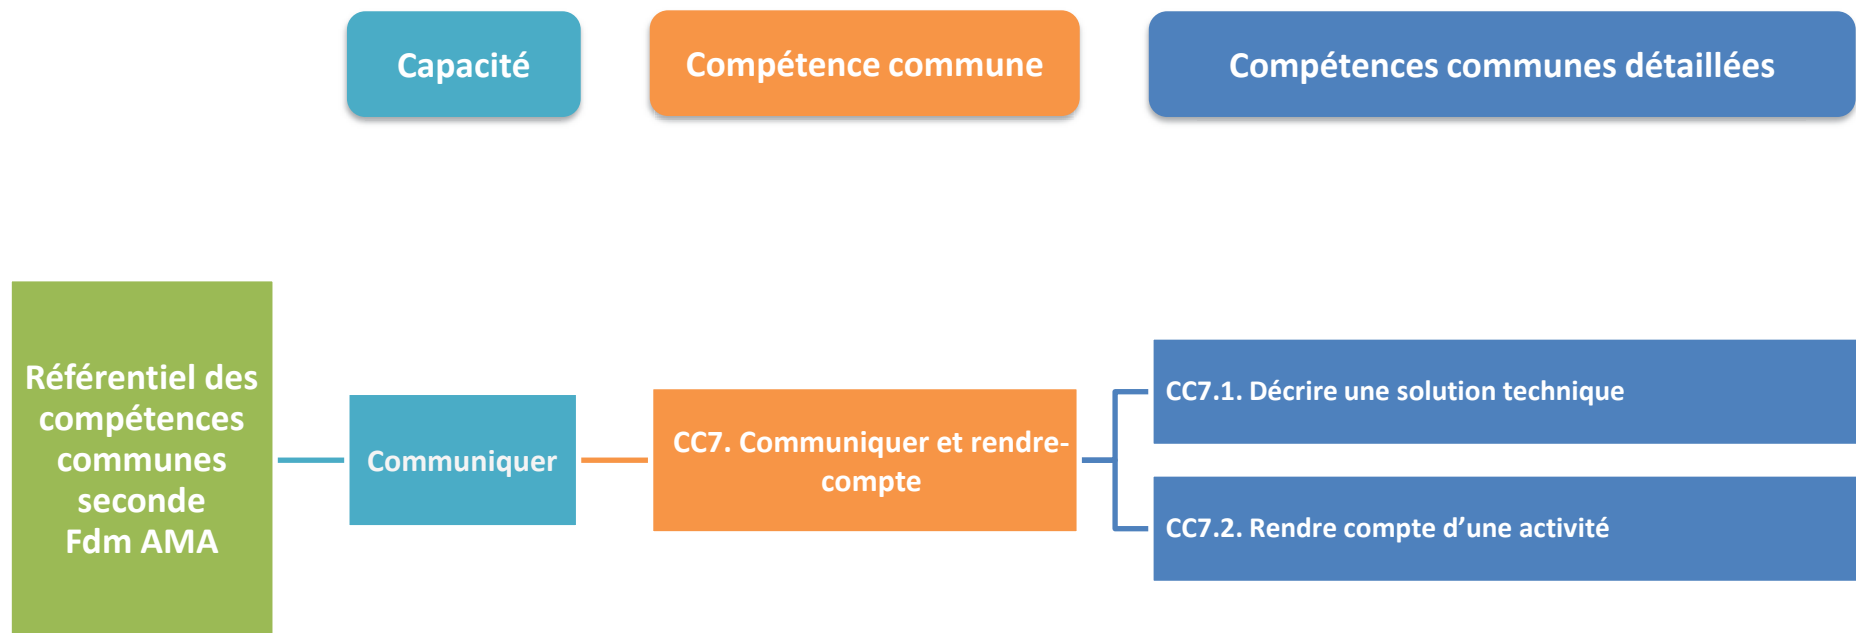 Capacité
Compétence commune
Compétences communes détaillées
Référentiel des
compétences
communes
seconde
Fdm AMA
Communiquer
CC7. Communiquer et rendre-
compte
CC7.1. Décrire une solution technique
CC7.2. Rendre compte d’une activité